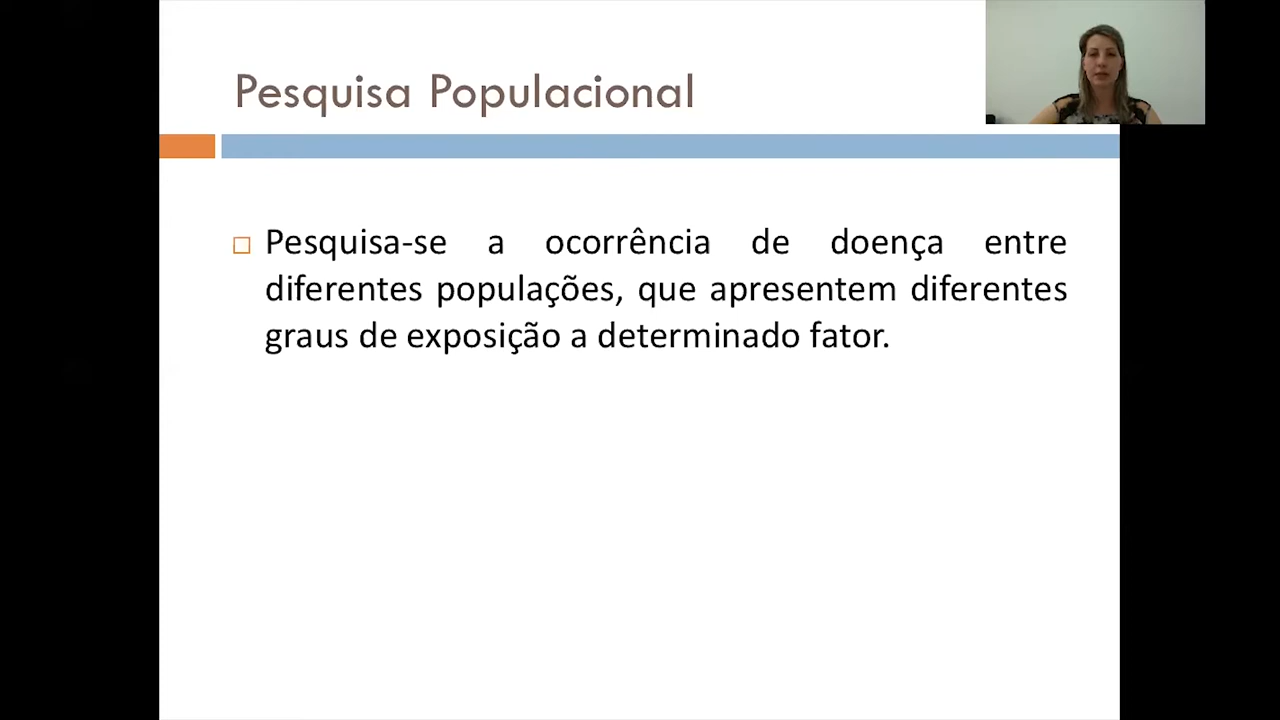 Pesquisa Populacional
Pesquisa-se a ocorrência de doença entre
diferentes populações, que apresentem diferentes
graus de exposição a determinado fator.